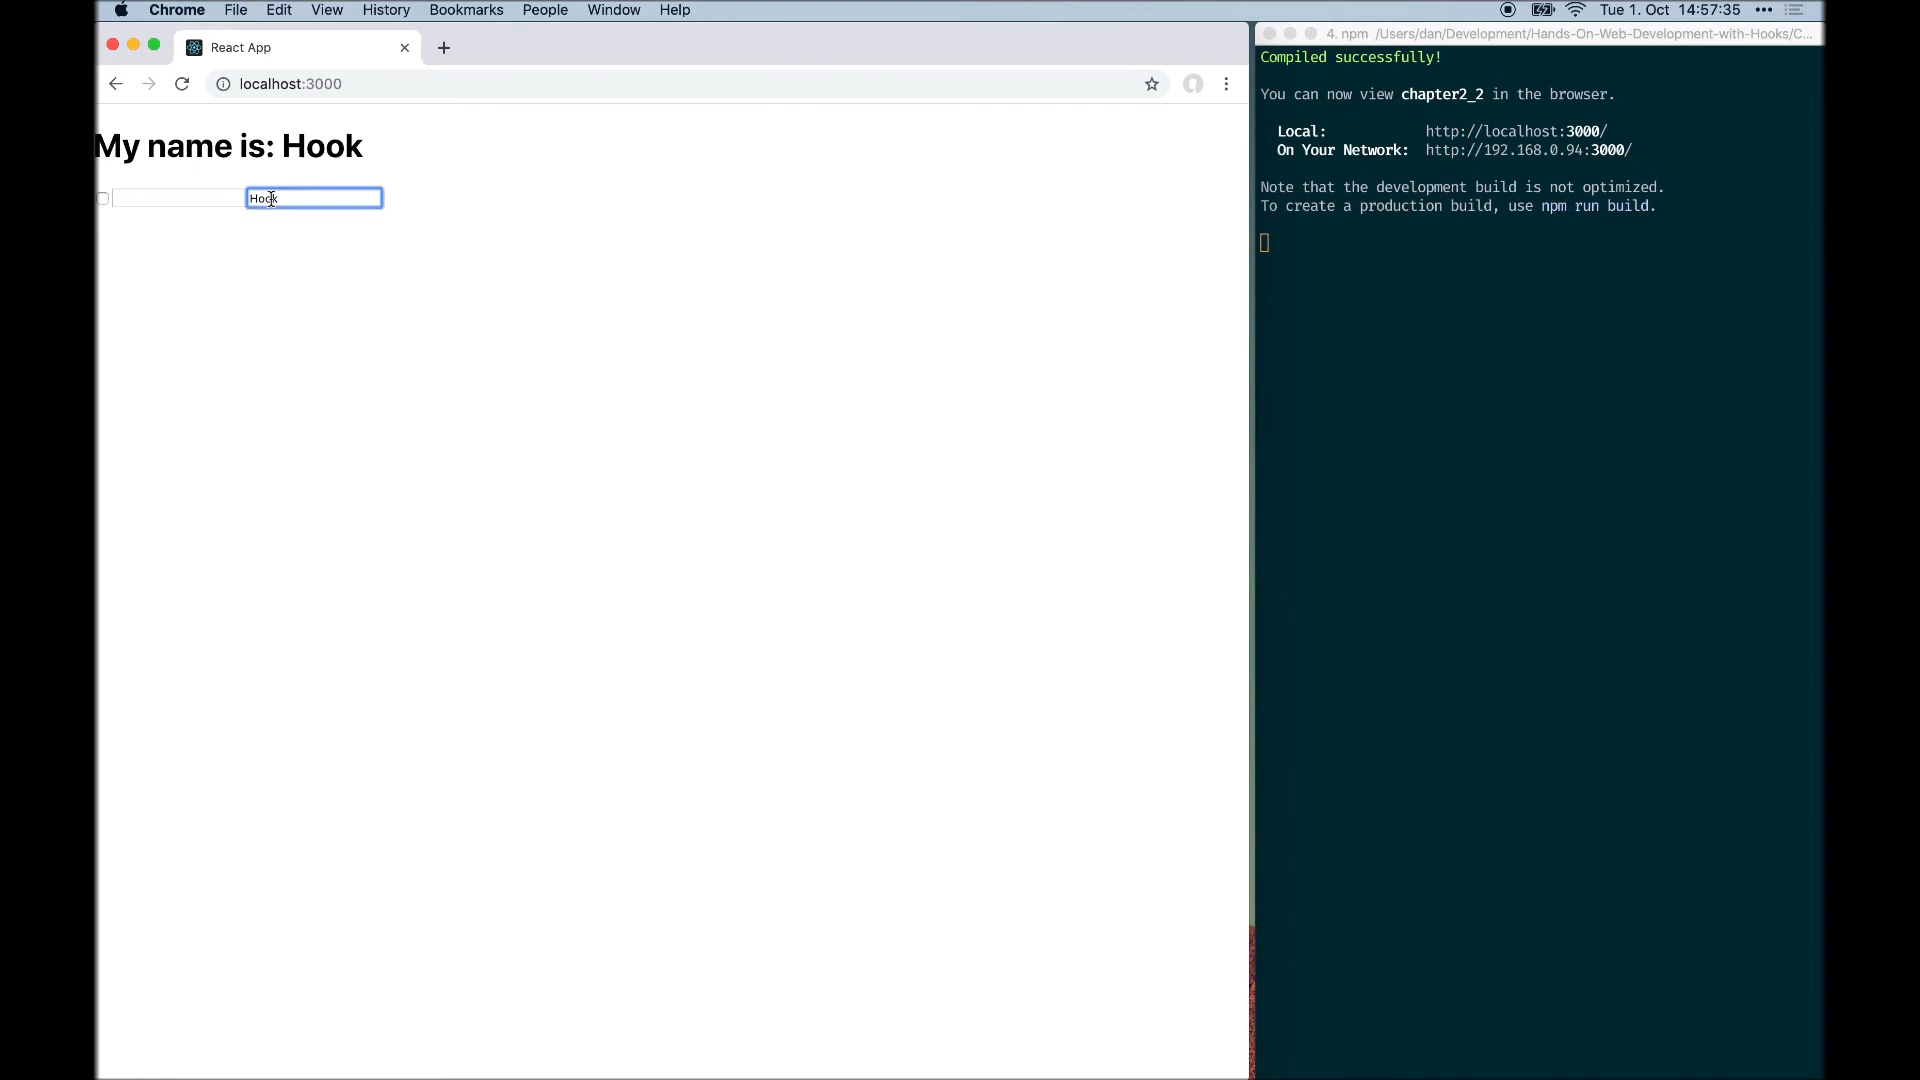 Chrome File Edit View History Bookmarks People Window Help Tue 1. Oct 14:57:35
React App
localhost:3000
My name is: Hook
Hook
4. npm /Users/dan/Development/Hands-On-Web-Development-with-Hooks/C...
Compiled successfully!
You can now view chapter2_2 in the browser.
Local: http://localhost:3000/
On Your Network: http://192.168.0.94:3000/
Note that the development build is not optimized.
To create a production build, use npm run build.